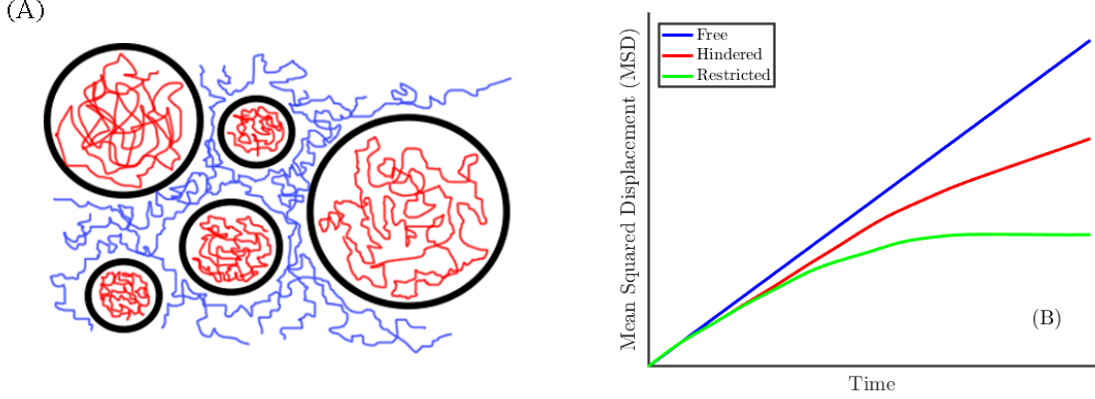 (A)
Free
Hindered
Restricted
Mean Squared Displacement (MSD)
(B)
Time